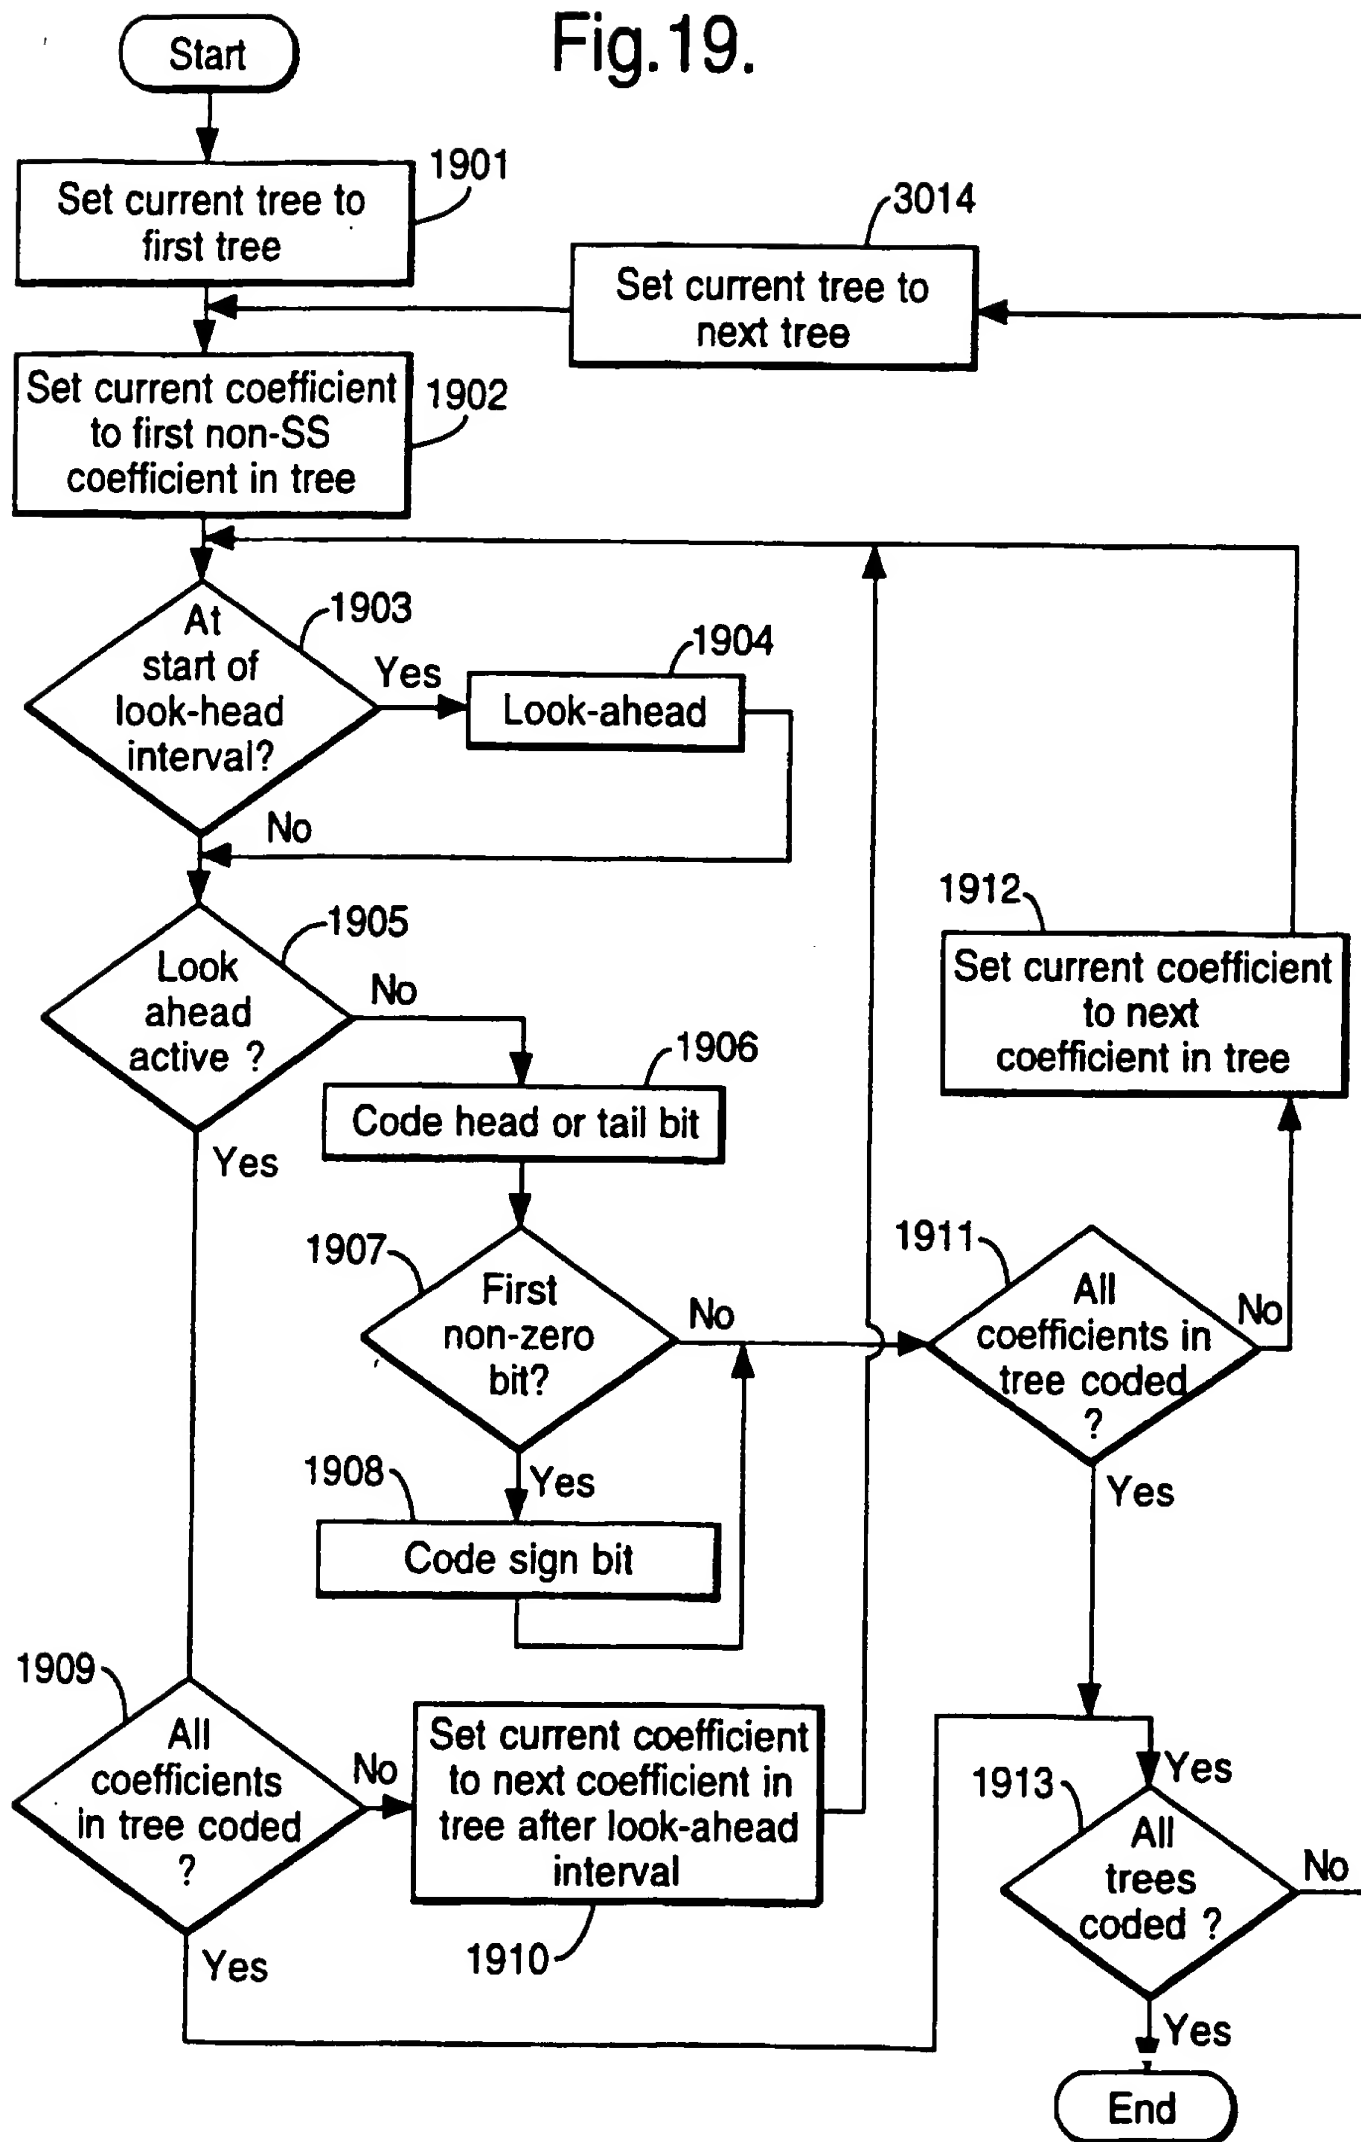 Fig.19.
Start
1901
Set current tree to
first tree
3014
Set current tree to
next tree
Set current coefficient
to first non-SS
coefficient in tree
1902
At
start of
look-head
interval?
1903
Yes
1904
Look-ahead
No
1905
Look
ahead
active ?
No
Yes
1906
Code head or tail bit
1912
Set current coefficient
to next
coefficient in tree
1907
First
non-zero
bit?
No
Yes
1911
All
coefficients in
tree coded
?
No
Yes
1908
Code sign bit
1909
All
coefficients
in tree coded
?
No
Yes
Set current coefficient
to next coefficient in
tree after look-ahead
interval
1910
Yes
1913
All
trees
coded ?
No
Yes
End